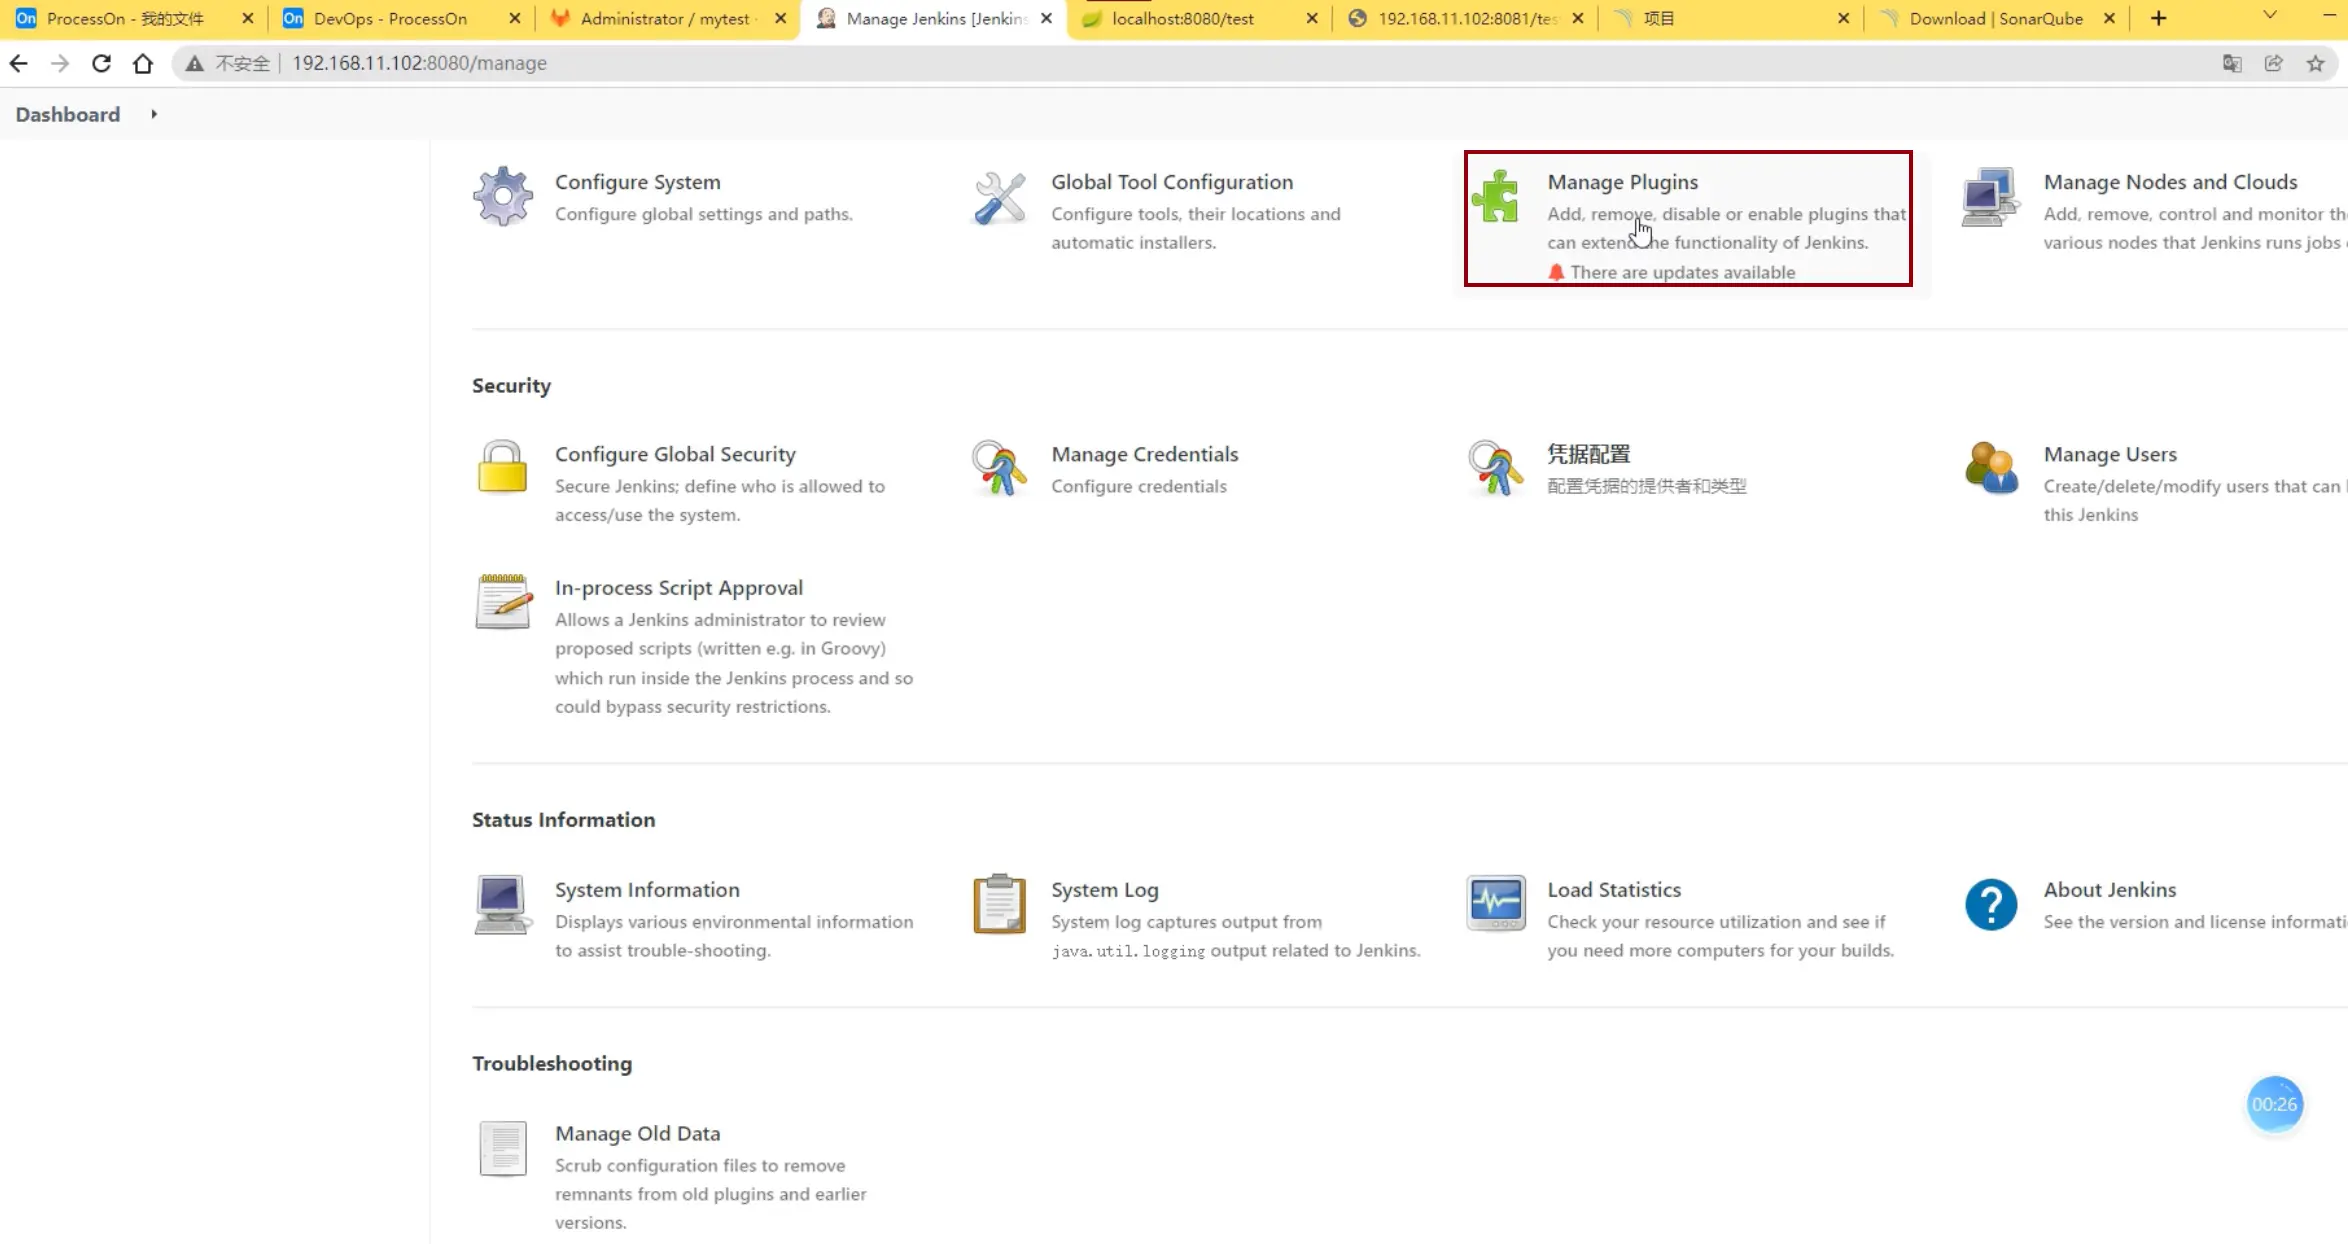 ProcessOn - 我的文件
DevOps - ProcessOn
Administrator / mytest
Manage Jenkins [Jenkins
localhost:8080/test
192.168.11.102:8081/tes
项目
Download | SonarQube
不安全
192.168.11.102:8080/manage
Dashboard
Configure System
Configure global settings and paths.
Global Tool Configuration
Configure tools, their locations and
automatic installers.
Manage Plugins
Add, remove, disable or enable plugins that
can extend the functionality of Jenkins.
There are updates available
Manage Nodes and Clouds
Add, remove, control and monitor the
various nodes that Jenkins runs jobs
Security
Configure Global Security
Secure Jenkins; define who is allowed to
access/use the system.
Manage Credentials
Configure credentials
凭据配置
配置凭据的提供者和类型
Manage Users
Create/delete/modify users that can
this Jenkins
In-process Script Approval
Allows a Jenkins administrator to review
proposed scripts (written e.g. in Groovy)
which run inside the Jenkins process and so
could bypass security restrictions.
Status Information
System Information
Displays various environmental information
to assist trouble-shooting.
System Log
System log captures output from
java.util.logging output related to Jenkins.
Load Statistics
Check your resource utilization and see if
you need more computers for your builds.
About Jenkins
See the version and license informati
Troubleshooting
Manage Old Data
Scrub configuration files to remove
remnants from old plugins and earlier
versions.
00:26